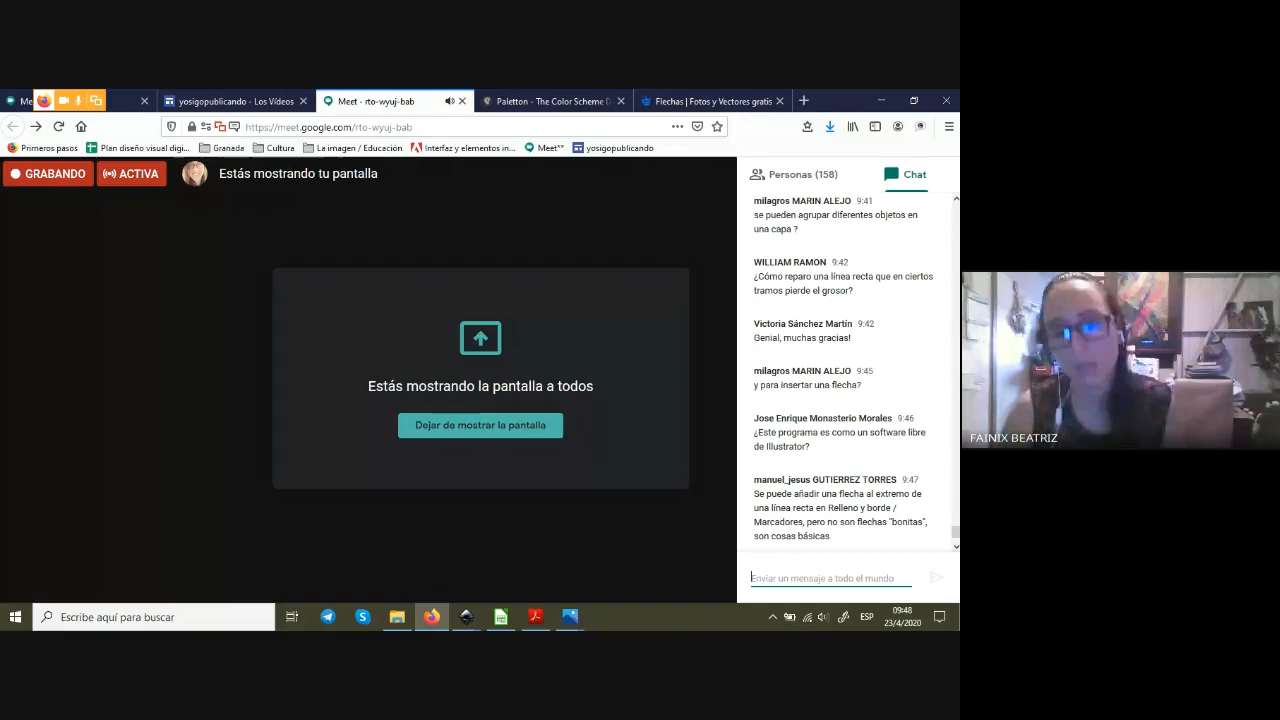 Me
yosigopublicando - Los Vídeos
Meet - rto-wyuj-bab
Paletton - The Color Scheme D
Flechas | Fotos y Vectores gratis
https://meet.google.com/rto-wyuj-bab
Primeros pasos
Plan diseño visual digi...
Granada
Cultura
La imagen / Educación
Interfaz y elementos in...
Meet**
yosigopublicando
GRABANDO
ACTIVA
Estás mostrando tu pantalla
Personas (158)
Chat
Estás mostrando la pantalla a todos
Dejar de mostrar la pantalla
milagros MARIN ALEJO 9:41
se pueden agrupar diferentes objetos en
una capa ?
WILLIAM RAMON 9:42
¿Cómo reparo una línea recta que en ciertos
tramos pierde el grosor?
Victoria Sánchez Martín 9:42
Genial, muchas gracias!
milagros MARIN ALEJO 9:45
y para insertar una flecha?
Jose Enrique Monasterio Morales 9:46
¿Este programa es como un software libre
de Illustrator?
manuel_jesus GUTIERREZ TORRES 9:47
Se puede añadir una flecha al extremo de
una línea recta en Relleno y borde /
Marcadores, pero no son flechas "bonitas",
son cosas básicas
Enviar un mensaje a todo el mundo
FAINIX BEATRIZ
Escribe aquí para buscar
ESP
09:48
23/4/2020